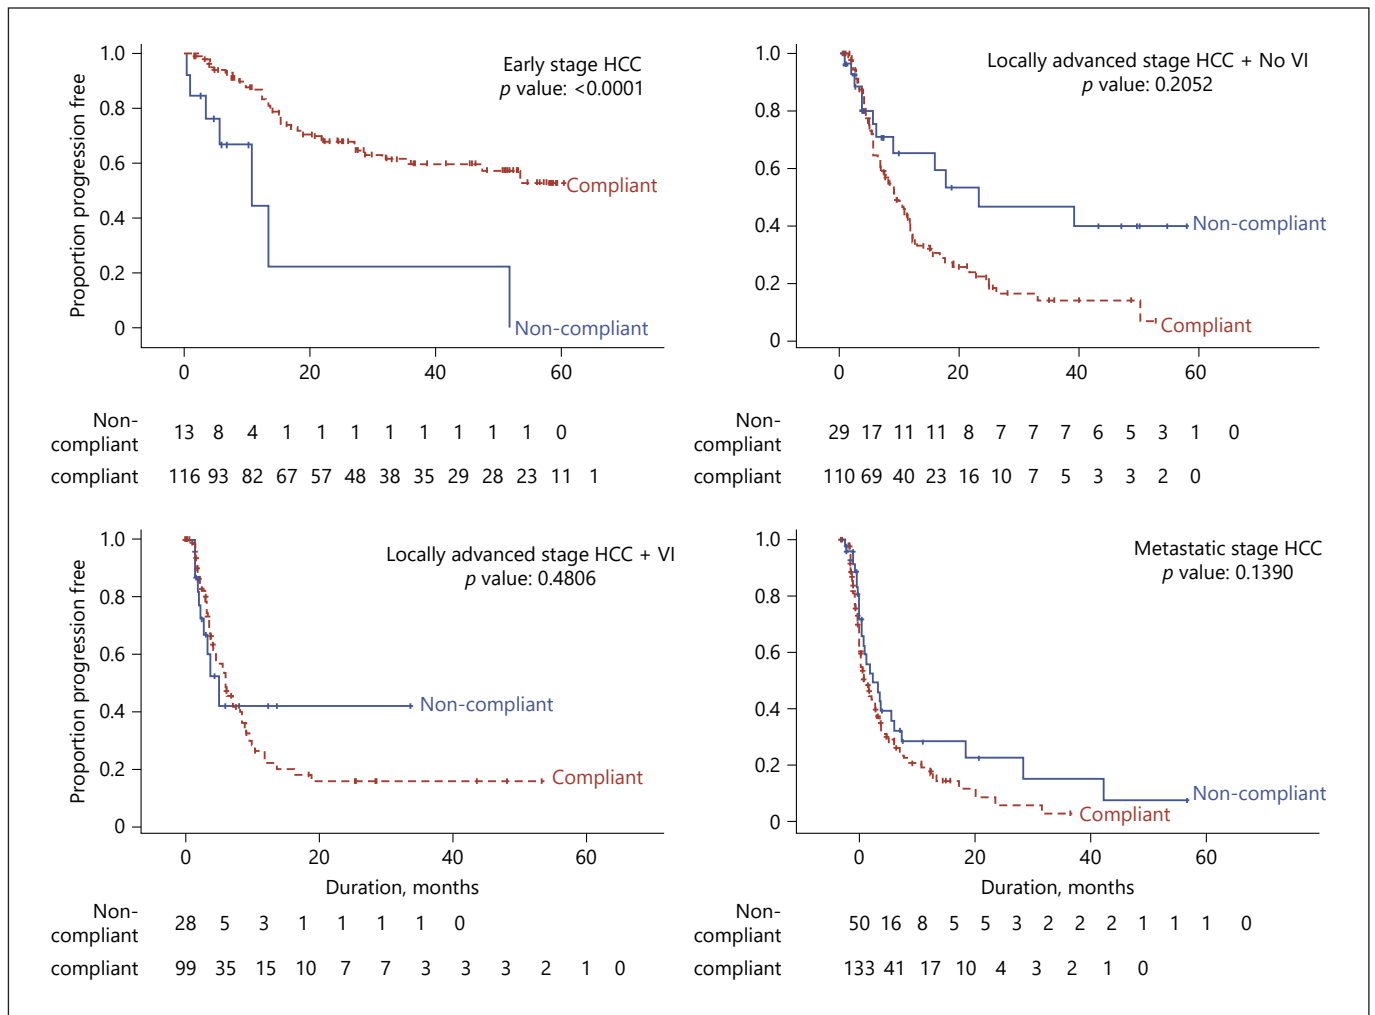 Early stage HCC
p value: <0.0001
Proportion progression free
1.0
0.8
0.6
0.4
0.2
0
Compliant
Non-compliant
0 20 40 60
Non-
compliant 13 8 4 1 1 1 1 1 1 1 1 0
compliant 116 93 82 67 57 48 38 35 29 28 23 11 1
Locally advanced stage HCC + No VI
p value: 0.2052
1.0
0.8
0.6
0.4
0.2
0
Non-compliant
Compliant
0 20 40 60
Non-
compliant 29 17 11 11 8 7 7 7 6 5 3 1 0
compliant 110 69 40 23 16 10 7 5 3 3 2 0
Locally advanced stage HCC + VI
p value: 0.4806
Proportion progression free
1.0
0.8
0.6
0.4
0.2
0
Non-compliant
Compliant
0 20 40 60
Duration, months
Non-
compliant 28 5 3 1 1 1 1 0
compliant 99 35 15 10 7 7 3 3 3 2 1 0
Metastatic stage HCC
p value: 0.1390
1.0
0.8
0.6
0.4
0.2
0
Non-compliant
Compliant
0 20 40 60
Duration, months
Non-
compliant 50 16 8 5 5 3 2 2 2 1 1 1 0
compliant 133 41 17 10 4 3 2 1 0